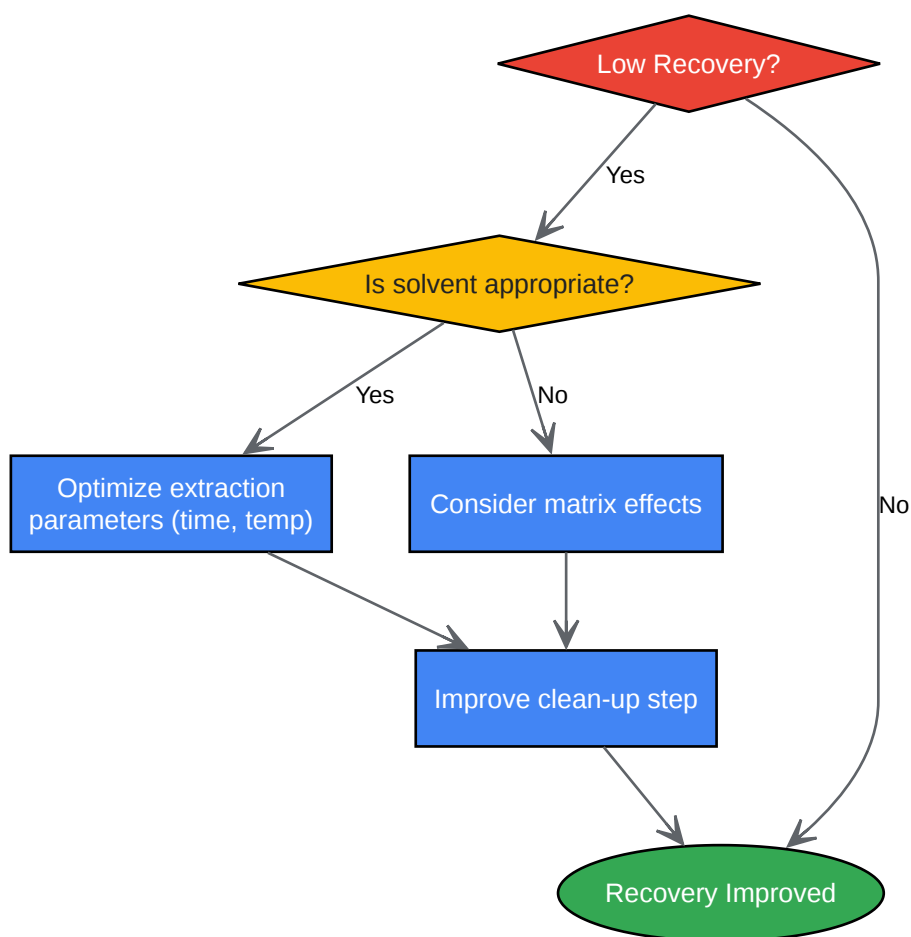 Low Recovery?
Yes
Is solvent appropriate?
Yes
No
Optimize extraction
parameters (time, temp)
Consider matrix effects
No
Improve clean-up step
Recovery Improved